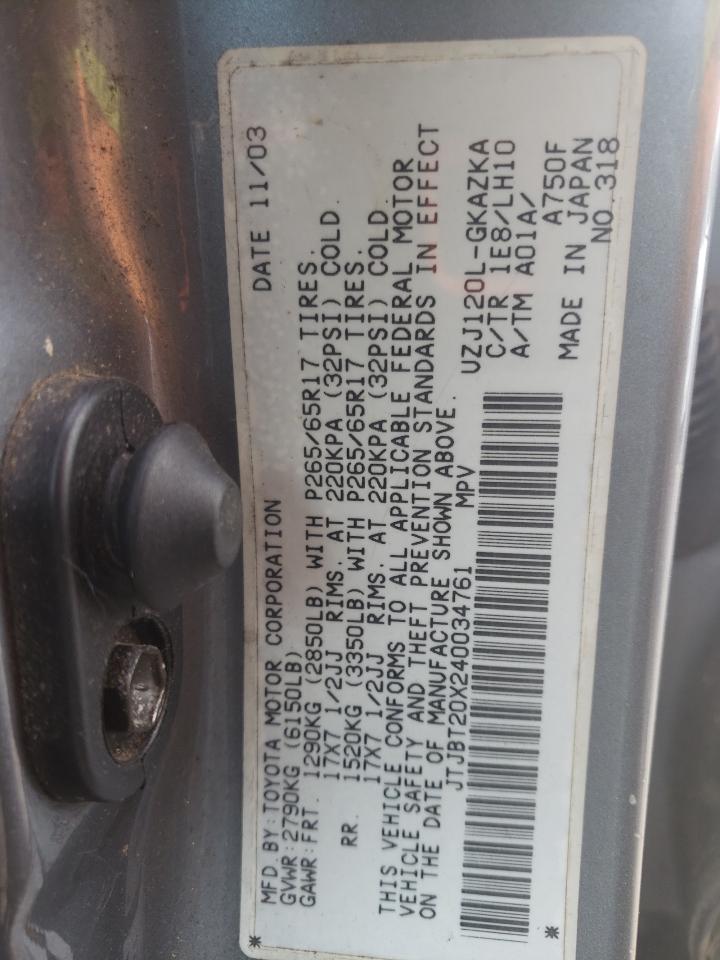 MFD. BY: TOYOTA MOTOR CORPORATION DATE 11/03
GVWR: 2790KG (6150LB)
GAWR: FRT. 1290KG (2850LB) WITH P265/65R17 TIRES.
17X7 1/2JJ RIMS. AT 220KPA (32PSI) COLD.
RR. 1520KG (3350LB) WITH P265/65R17 TIRES.
17X7 1/2JJ RIMS. AT 220KPA (32PSI) COLD.
THIS VEHICLE CONFORMS TO ALL APPLICABLE FEDERAL MOTOR
VEHICLE SAFETY AND THEFT PREVENTION STANDARDS IN EFFECT
ON THE DATE OF MANUFACTURE SHOWN ABOVE.
JTJBT20X240034761 MPV
UZJ120L-GKAZKA
C/TR 1E8/LH10
A/TM A01A/
A750F
MADE IN JAPAN
NO.318
* *